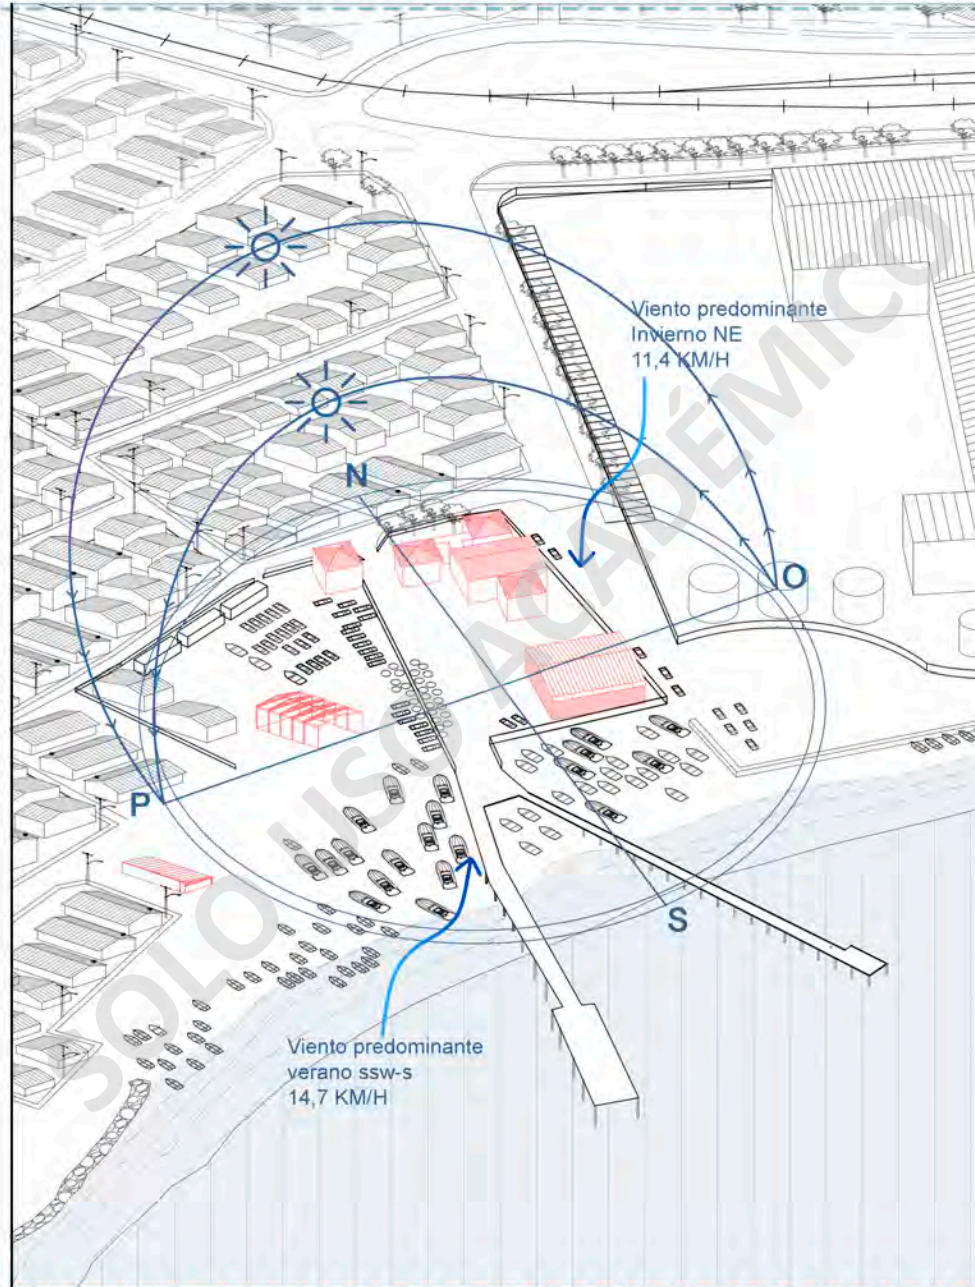 Viento predominante
Invierno NE
11,4 KM/H
N
O
P
S
Viento predominante
verano ssw-s
14,7 KM/H
SOLO USO ACADÉMICO